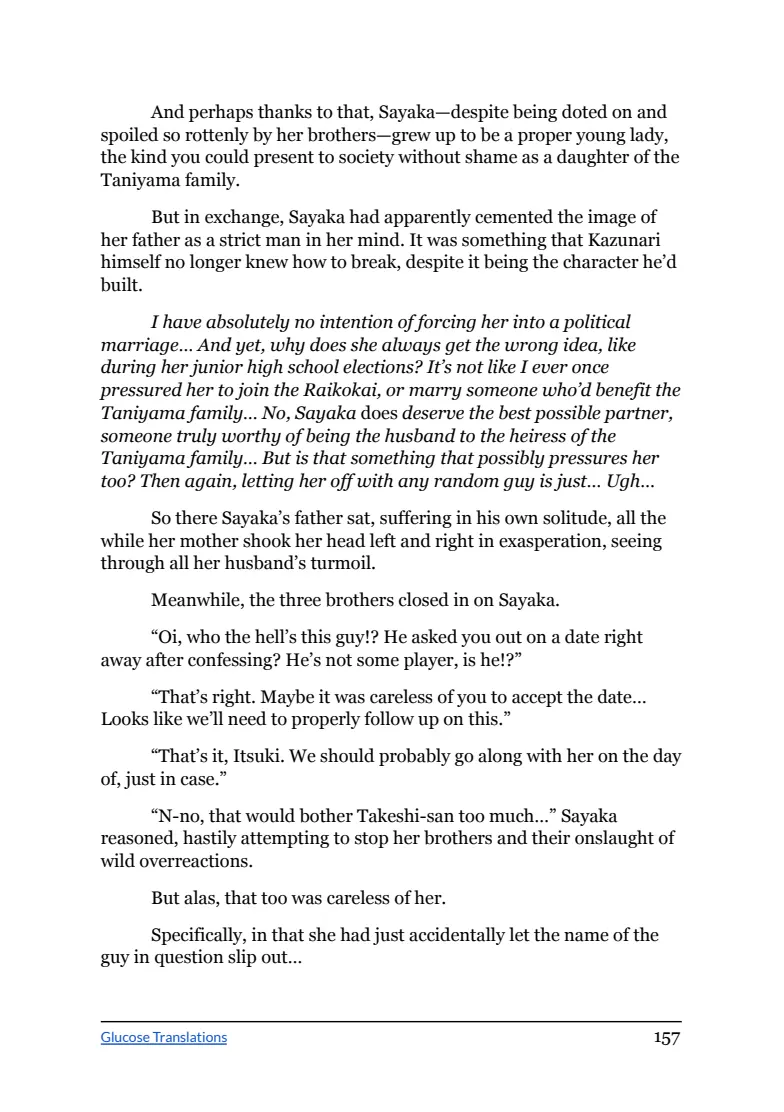 And perhaps thanks to that, Sayaka—despite being doted on and
spoiled so rottenly by her brothers—grew up to be a proper young lady,
the kind you could present to society without shame as a daughter of the
Taniyama family.
But in exchange, Sayaka had apparently cemented the image of
her father as a strict man in her mind. It was something that Kazunari
himself no longer knew how to break, despite it being the character he’d
built.
I have absolutely no intention of forcing her into a political
marriage… And yet, why does she always get the wrong idea, like
during her junior high school elections? It’s not like I ever once
pressured her to join the Raikokai, or marry someone who’d benefit the
Taniyama family… No, Sayaka does deserve the best possible partner,
someone truly worthy of being the husband to the heiress of the
Taniyama family… But is that something that possibly pressures her
too? Then again, letting her off with any random guy is just… Ugh…
So there Sayaka’s father sat, suffering in his own solitude, all the
while her mother shook her head left and right in exasperation, seeing
through all her husband’s turmoil.
Meanwhile, the three brothers closed in on Sayaka.
“Oi, who the hell’s this guy!? He asked you out on a date right
away after confessing? He’s not some player, is he!?”
“That’s right. Maybe it was careless of you to accept the date…
Looks like we’ll need to properly follow up on this.”
“That’s it, Itsuki. We should probably go along with her on the day
of, just in case.”
“N-no, that would bother Takeshi-san too much…” Sayaka
reasoned, hastily attempting to stop her brothers and their onslaught of
wild overreactions.
But alas, that too was careless of her.
Specifically, in that she had just accidentally let the name of the
guy in question slip out…
Glucose Translations 157